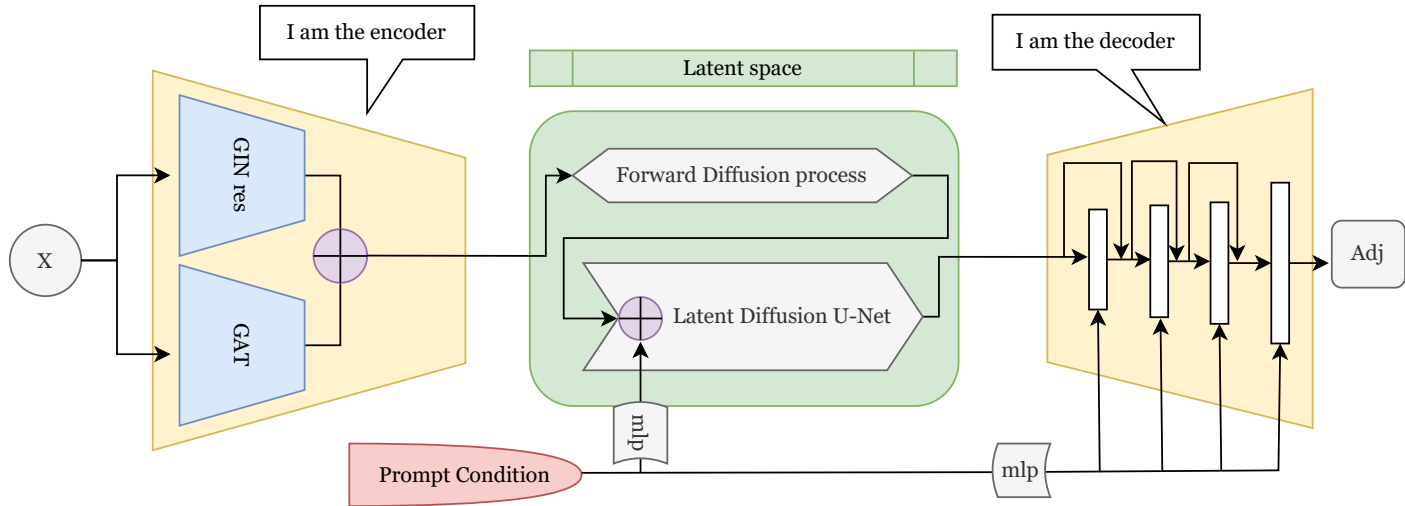 I am the encoder
I am the decoder
Latent space
GIN res
Forward Diffusion process
X
Adj
GAT
Latent Diffusion U-Net
mlp
Prompt Condition
mlp